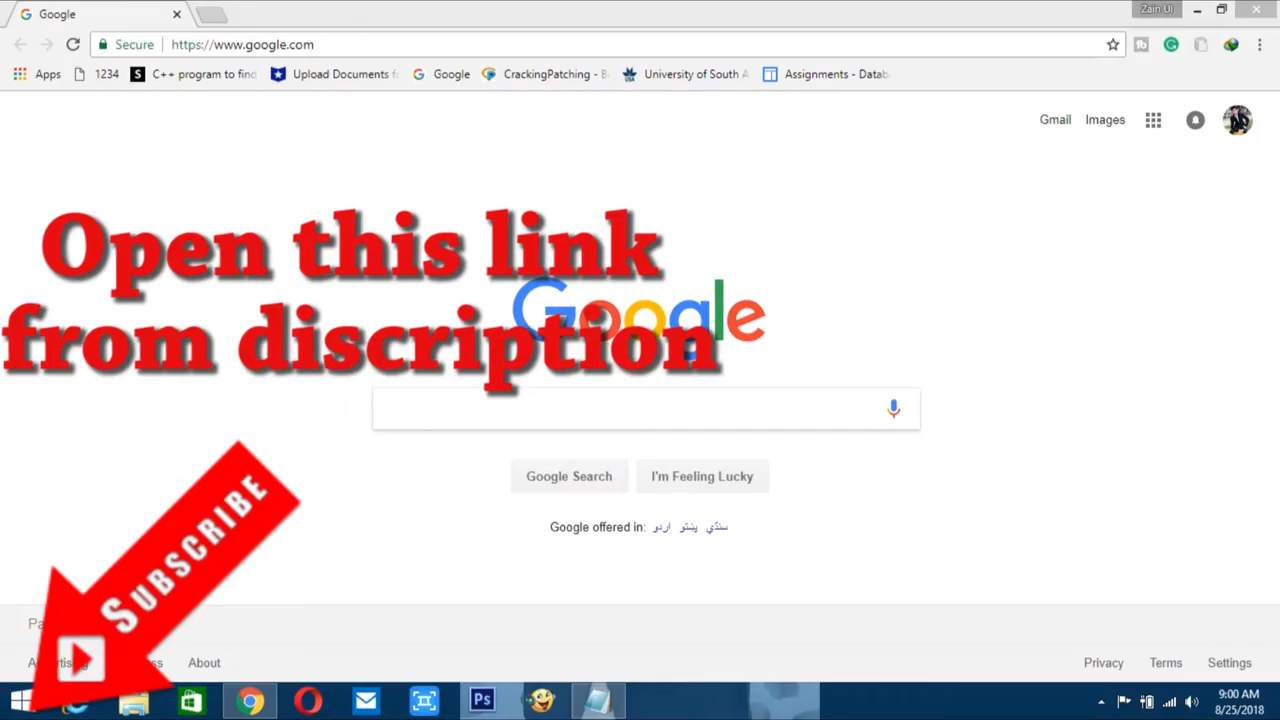 Google
Zain Ul
Secure
https://www.google.com
Apps
1234
C++ program to find
Upload Documents f
Google
CrackingPatching - B
University of South A
Assignments - Datab
Gmail
Images
Open this link
from discription
Google
Google Search
I'm Feeling Lucky
Google offered in: اردو پښتو سنڌي
SUBSCRIBE
About
Privacy
Terms
Settings
Ps
9:00 AM
8/25/2018